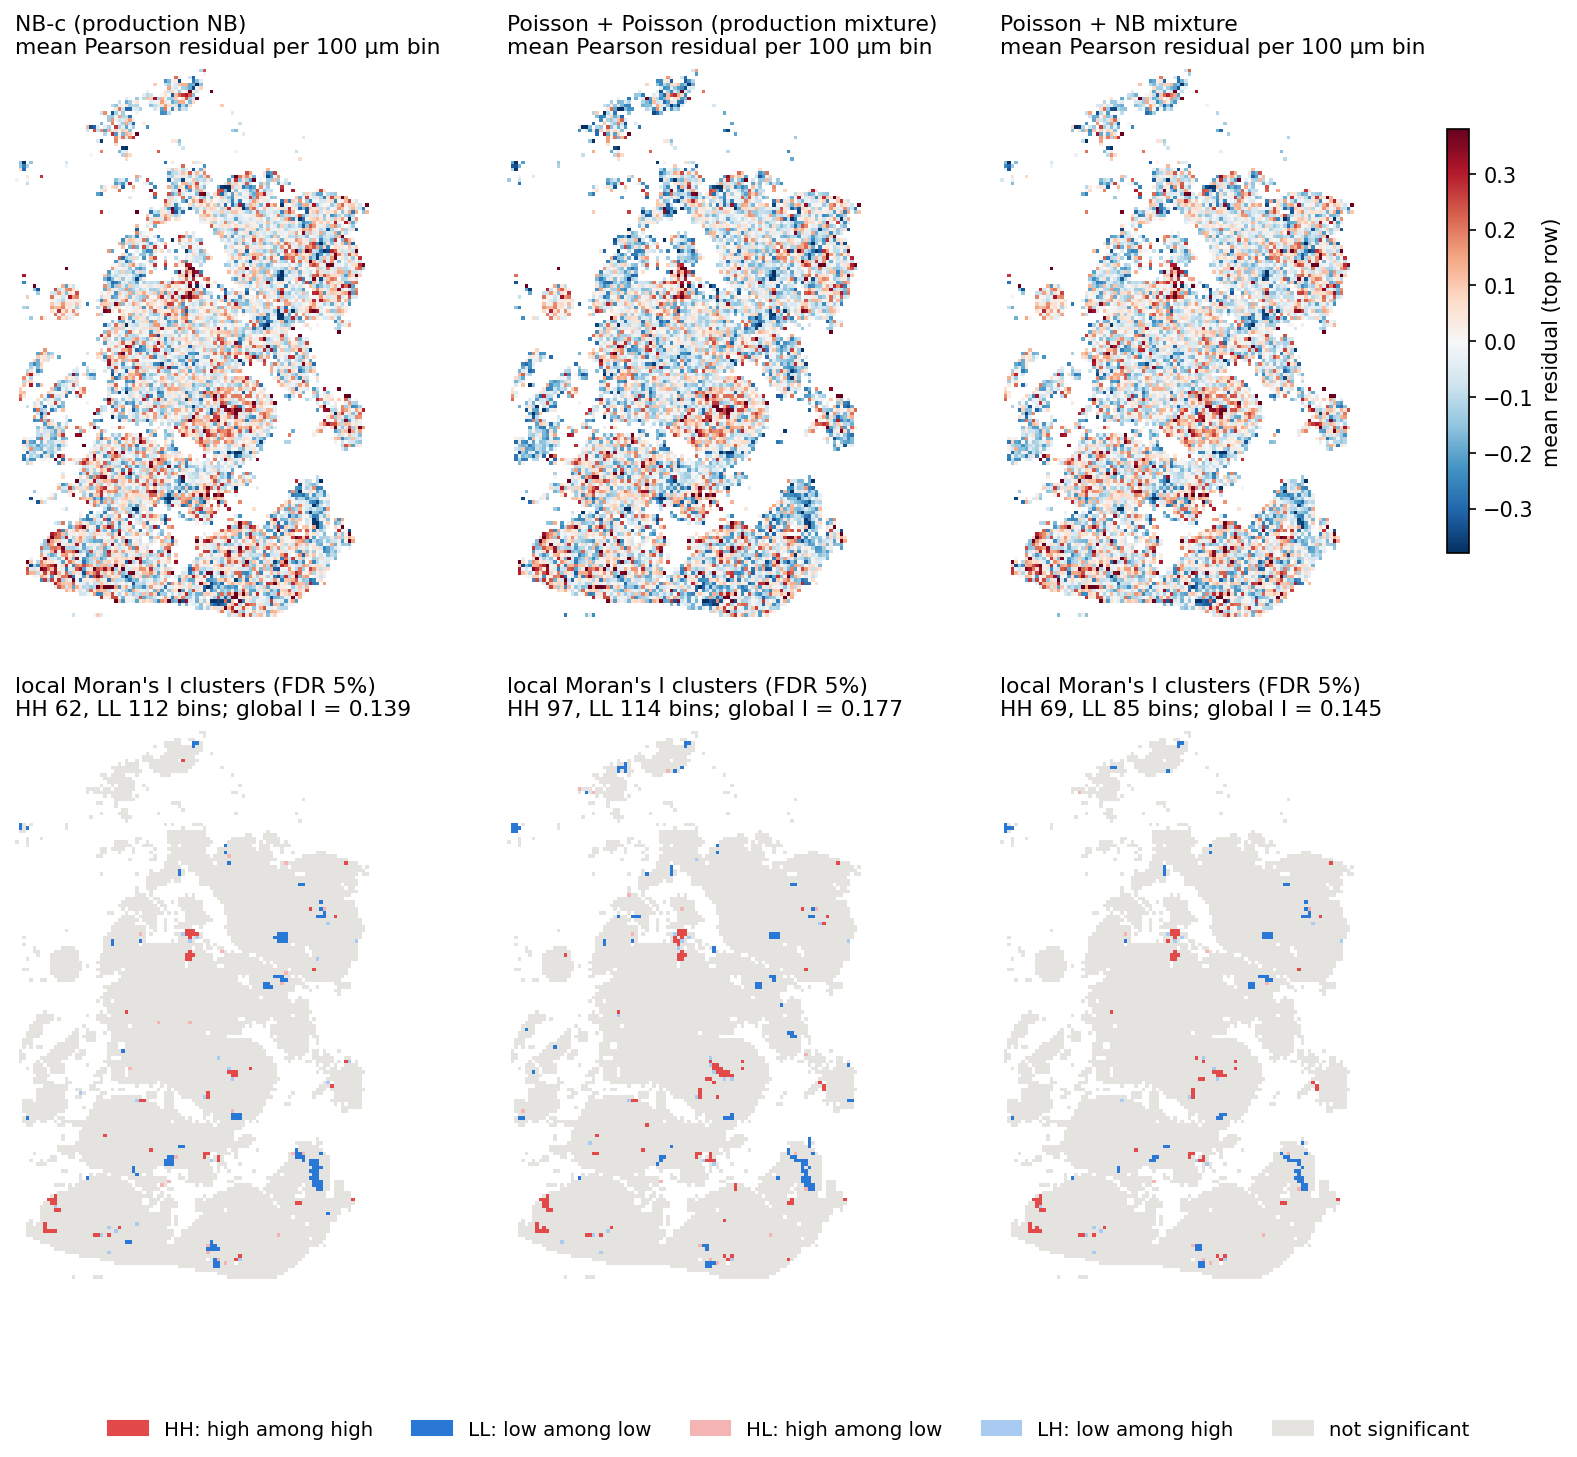 NB-c (production NB)
mean Pearson residual per 100 µm bin
Poisson + Poisson (production mixture)
mean Pearson residual per 100 µm bin
Poisson + NB mixture
mean Pearson residual per 100 µm bin
0.3
0.2
0.1
0.0
−0.1
−0.2
−0.3
mean residual (top row)
local Moran's I clusters (FDR 5%)
HH 62, LL 112 bins; global I = 0.139
local Moran's I clusters (FDR 5%)
HH 97, LL 114 bins; global I = 0.177
local Moran's I clusters (FDR 5%)
HH 69, LL 85 bins; global I = 0.145
HH: high among high
LL: low among low
HL: high among low
LH: low among high
not significant